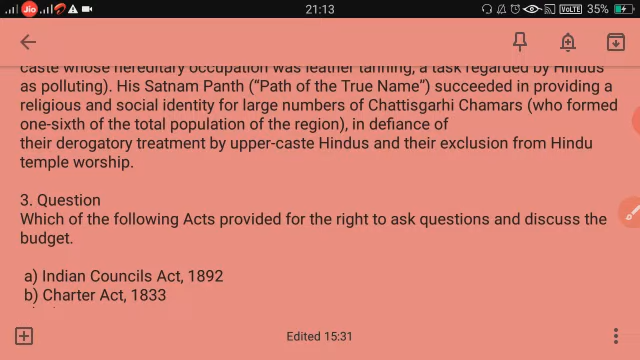 Jio
21:13
VoLTE 35%
caste whose hereditary occupation was leather tanning, a task regarded by Hindus
as polluting). His Satnam Panth (“Path of the True Name”) succeeded in providing a
religious and social identity for large numbers of Chattisgarhi Chamars (who formed
one-sixth of the total population of the region), in defiance of
their derogatory treatment by upper-caste Hindus and their exclusion from Hindu
temple worship.
3. Question
Which of the following Acts provided for the right to ask questions and discuss the
budget.
a) Indian Councils Act, 1892
b) Charter Act, 1833
Edited 15:31